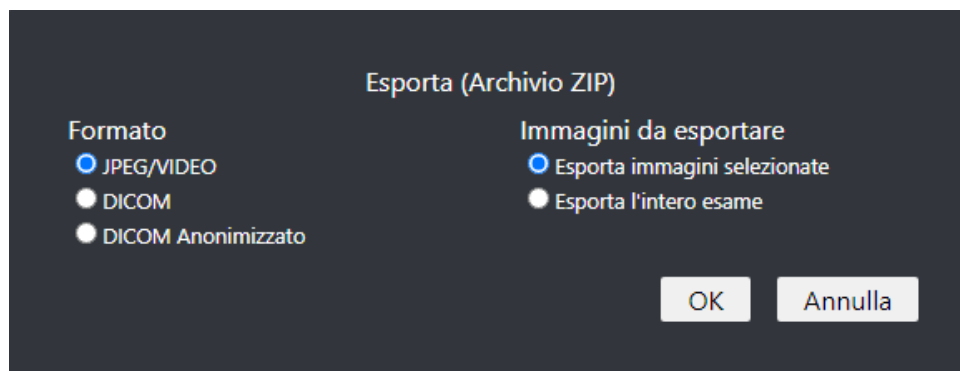 Esporta (Archivio ZIP)
Formato
JPEG/VIDEO
DICOM
DICOM Anonimizzato
Immagini da esportare
Esporta immagini selezionate
Esporta l'intero esame
OK
Annulla